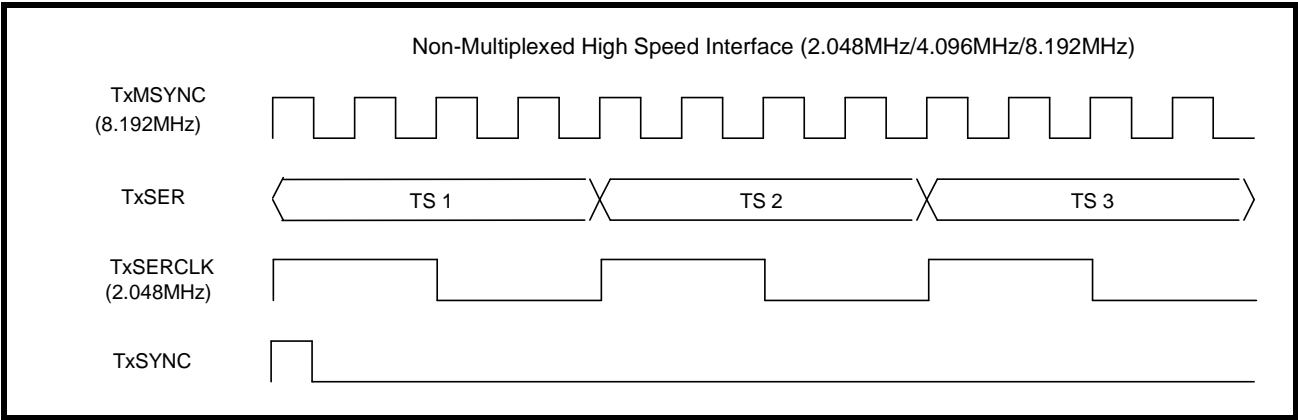 Non-Multiplexed High Speed Interface (2.048MHz/4.096MHz/8.192MHz)
TxMSYNC
(8.192MHz)
TxSER
TS 1
TS 2
TS 3
TxSERCLK
(2.048MHz)
TxSYNC